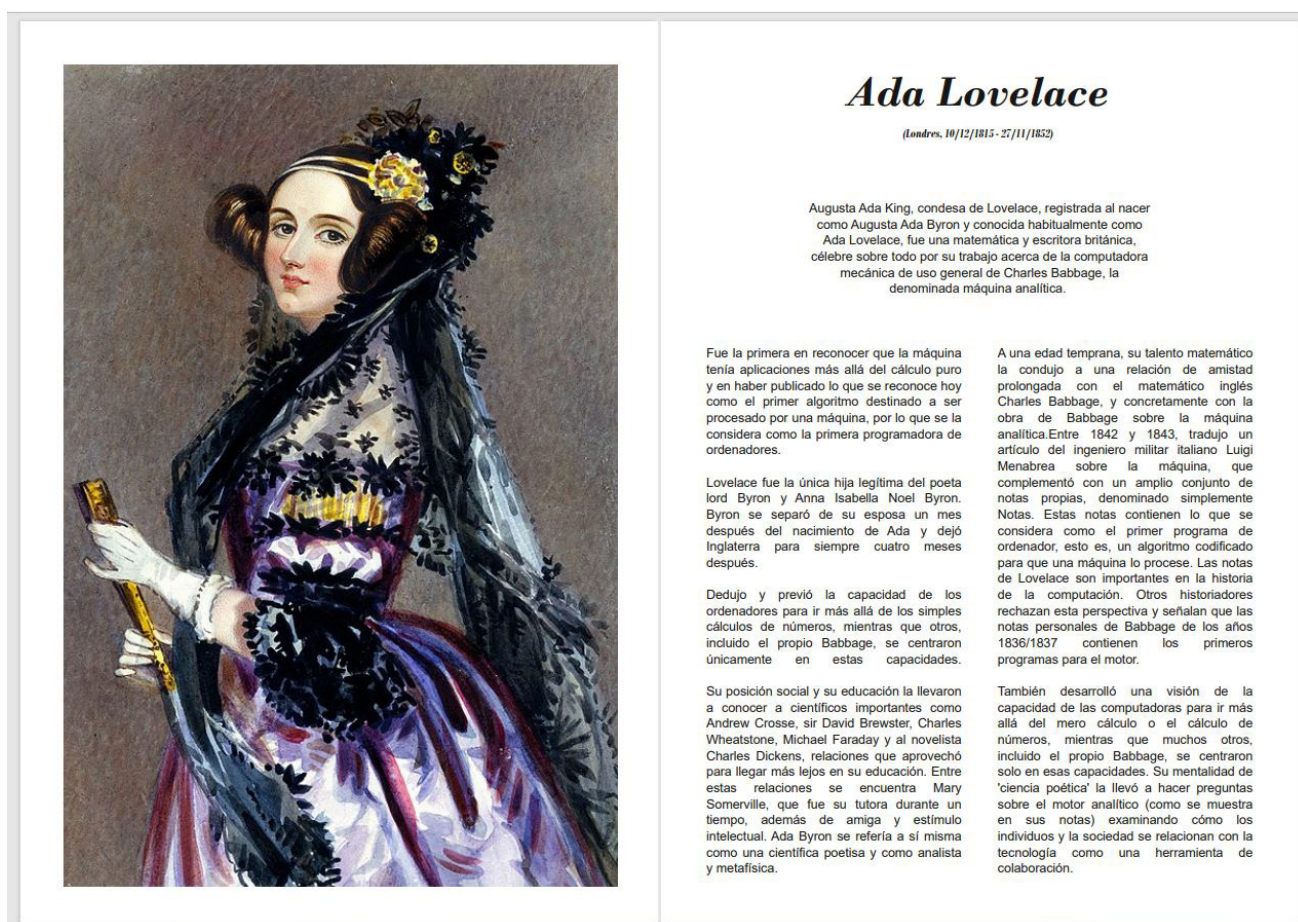 Ada Lovelace
(Londres, 10/12/1815 - 27/11/1852)
Augusta Ada King, condesa de Lovelace, registrada al nacer
como Augusta Ada Byron y conocida habitualmente como
Ada Lovelace, fue una matemática y escritora británica,
célebre sobre todo por su trabajo acerca de la computadora
mecánica de uso general de Charles Babbage, la
denominada máquina analítica.
Fue la primera en reconocer que la máquina
tenía aplicaciones más allá del cálculo puro
y en haber publicado lo que se reconoce hoy
como el primer algoritmo destinado a ser
procesado por una máquina, por lo que se la
considera como la primera programadora de
ordenadores.
Lovelace fue la única hija legítima del poeta
lord Byron y Anna Isabella Noel Byron.
Byron se separó de su esposa un mes
después del nacimiento de Ada y dejó
Inglaterra para siempre cuatro meses
después.
Dedujo y previó la capacidad de los
ordenadores para ir más allá de los simples
cálculos de números, mientras que otros,
incluido el propio Babbage, se centraron
únicamente en estas capacidades.
Su posición social y su educación la llevaron
a conocer a científicos importantes como
Andrew Crosse, sir David Brewster, Charles
Wheatstone, Michael Faraday y al novelista
Charles Dickens, relaciones que aprovechó
para llegar más lejos en su educación. Entre
estas relaciones se encuentra Mary
Somerville, que fue su tutora durante un
tiempo, además de amiga y estímulo
intelectual. Ada Byron se refería a sí misma
como una científica poetisa y como analista
y metafísica.
A una edad temprana, su talento matemático
la condujo a una relación de amistad
prolongada con el matemático inglés
Charles Babbage, y concretamente con la
obra de Babbage sobre la máquina
analítica.Entre 1842 y 1843, tradujo un
artículo del ingeniero militar italiano Luigi
Menabrea sobre la máquina, que
complementó con un amplio conjunto de
notas propias, denominado simplemente
Notas. Estas notas contienen lo que se
considera como el primer programa de
ordenador, esto es, un algoritmo codificado
para que una máquina lo procese. Las notas
de Lovelace son importantes en la historia
de la computación. Otros historiadores
rechazan esta perspectiva y señalan que las
notas personales de Babbage de los años
1836/1837 contienen los primeros
programas para el motor.
También desarrolló una visión de la
capacidad de las computadoras para ir más
allá del mero cálculo o el cálculo de
números, mientras que muchos otros,
incluido el propio Babbage, se centraron
solo en esas capacidades. Su mentalidad de
'ciencia poética' la llevó a hacer preguntas
sobre el motor analítico (como se muestra
en sus notas) examinando cómo los
individuos y la sociedad se relacionan con la
tecnología como una herramienta de
colaboración.